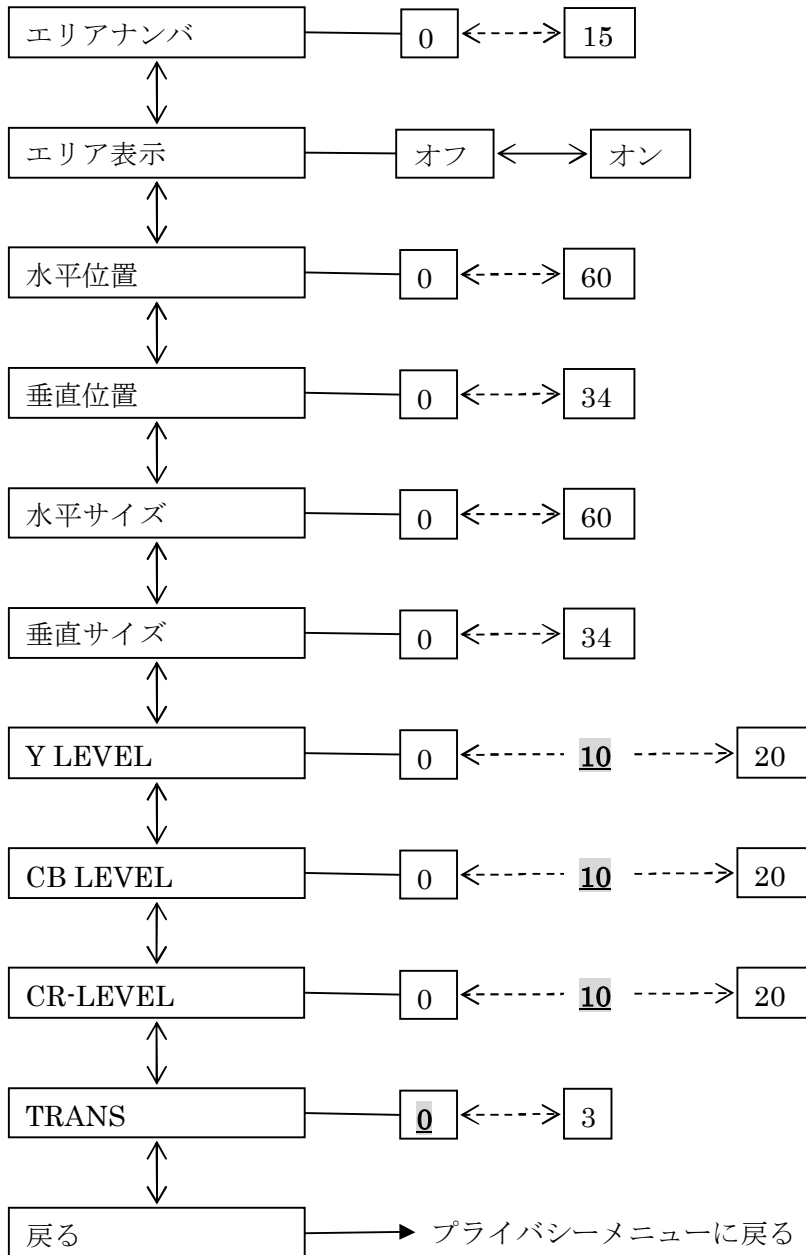 エリアナンバ 0 15
エリア表示 オフ オン
水平位置 0 60
垂直位置 0 34
水平サイズ 0 60
垂直サイズ 0 34
Y LEVEL 0 10 20
CB LEVEL 0 10 20
CR-LEVEL 0 10 20
TRANS 0 3
戻る プライバシーメニューに戻る